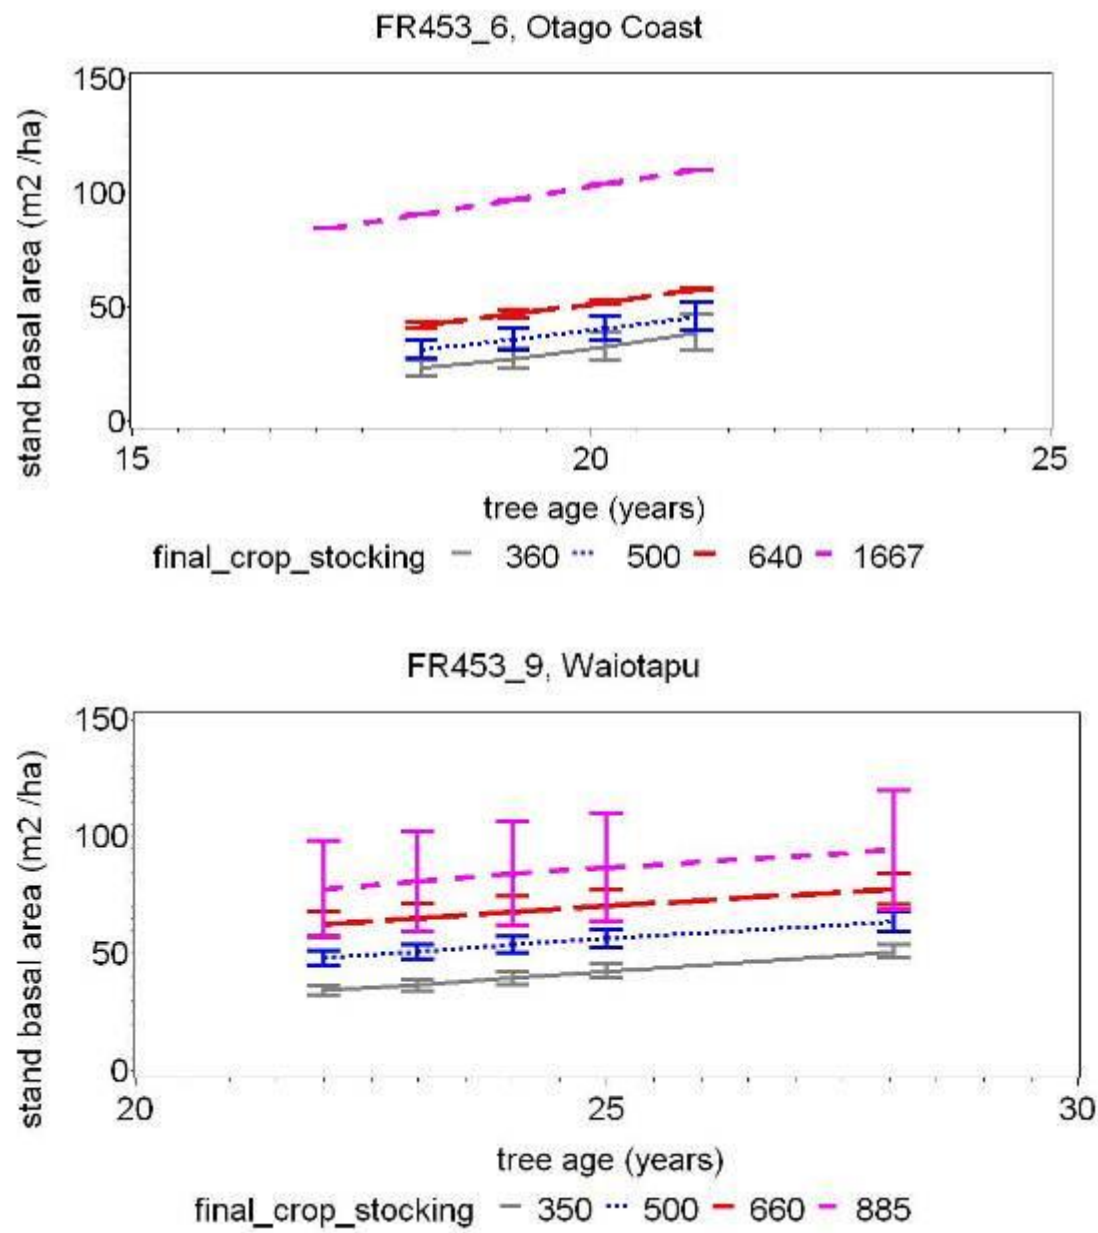 FR453_6, Otago Coast
150
100
50
0
stand basal area (m2 /ha)
15 20 25
tree age (years)
final_crop_stocking 360 500 640 1667
FR453_9, Waiotapu
150
100
50
0
stand basal area (m2 /ha)
20 25 30
tree age (years)
final_crop_stocking 350 500 660 885